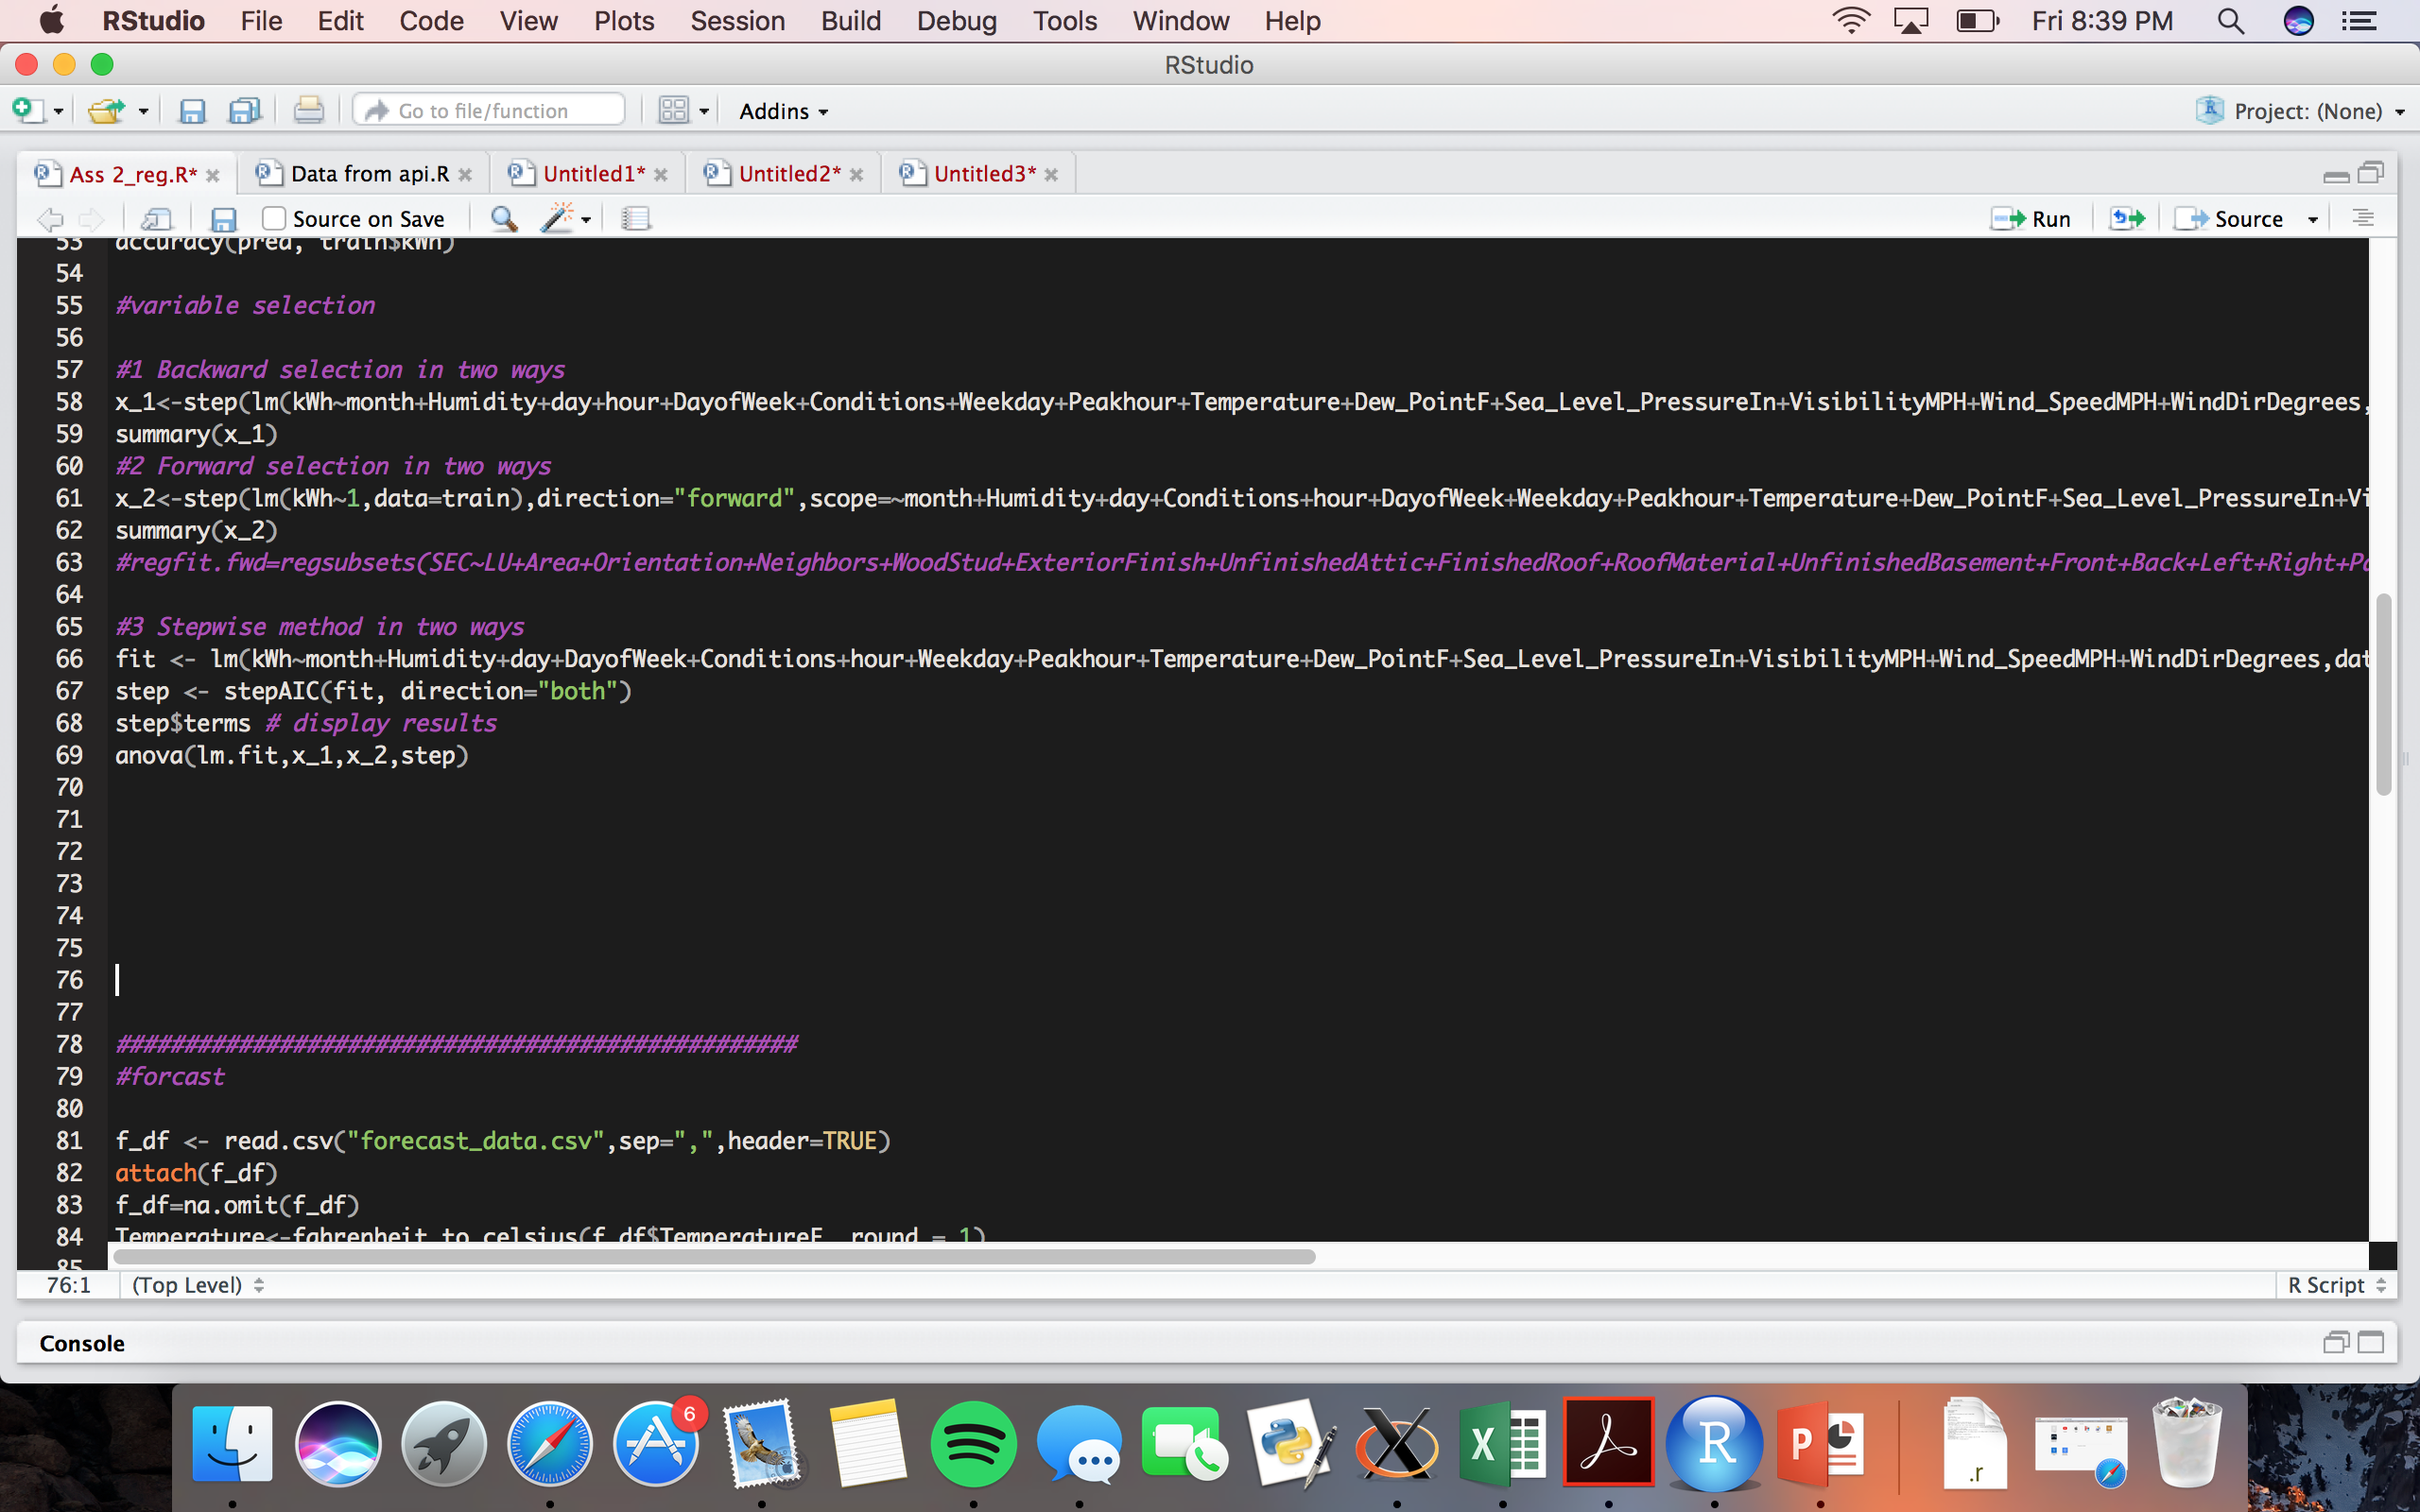 RStudio File Edit Code View Plots Session Build Debug Tools Window Help Fri 8:39 PM
RStudio
Go to file/function Addins Project: (None)
Ass 2_reg.R* Data from api.R Untitled1* Untitled2* Untitled3*
Source on Save Run Source
53 accuracy(pred, train$kWh)
54
55 #variable selection
56
57 #1 Backward selection in two ways
58 x_1<-step(lm(kWh~month+Humidity+day+hour+DayofWeek+Conditions+Weekday+Peakhour+Temperature+Dew_PointF+Sea_Level_PressureIn+VisibilityMPH+Wind_SpeedMPH+WindDirDegrees,
59 summary(x_1)
60 #2 Forward selection in two ways
61 x_2<-step(lm(kWh~1,data=train),direction="forward",scope=~month+Humidity+day+Conditions+hour+DayofWeek+Weekday+Peakhour+Temperature+Dew_PointF+Sea_Level_PressureIn+Vi
62 summary(x_2)
63 #regfit.fwd=regsubsets(SEC~LU+Area+Orientation+Neighbors+WoodStud+ExteriorFinish+UnfinishedAttic+FinishedRoof+RoofMaterial+UnfinishedBasement+Front+Back+Left+Right+Po
64
65 #3 Stepwise method in two ways
66 fit <- lm(kWh~month+Humidity+day+DayofWeek+Conditions+hour+Weekday+Peakhour+Temperature+Dew_PointF+Sea_Level_PressureIn+VisibilityMPH+Wind_SpeedMPH+WindDirDegrees,dat
67 step <- stepAIC(fit, direction="both")
68 step$terms # display results
69 anova(lm.fit,x_1,x_2,step)
70
71
72
73
74
75
76
77
78 ##################################################
79 #forcast
80
81 f_df <- read.csv("forecast_data.csv",sep=",",header=TRUE)
82 attach(f_df)
83 f_df=na.omit(f_df)
84 Temperature<-fahrenheit.to.celsius(f_df$TemperatureF, round = 1)
85
76:1 (Top Level) R Script
Console
6
X
R
P
.r